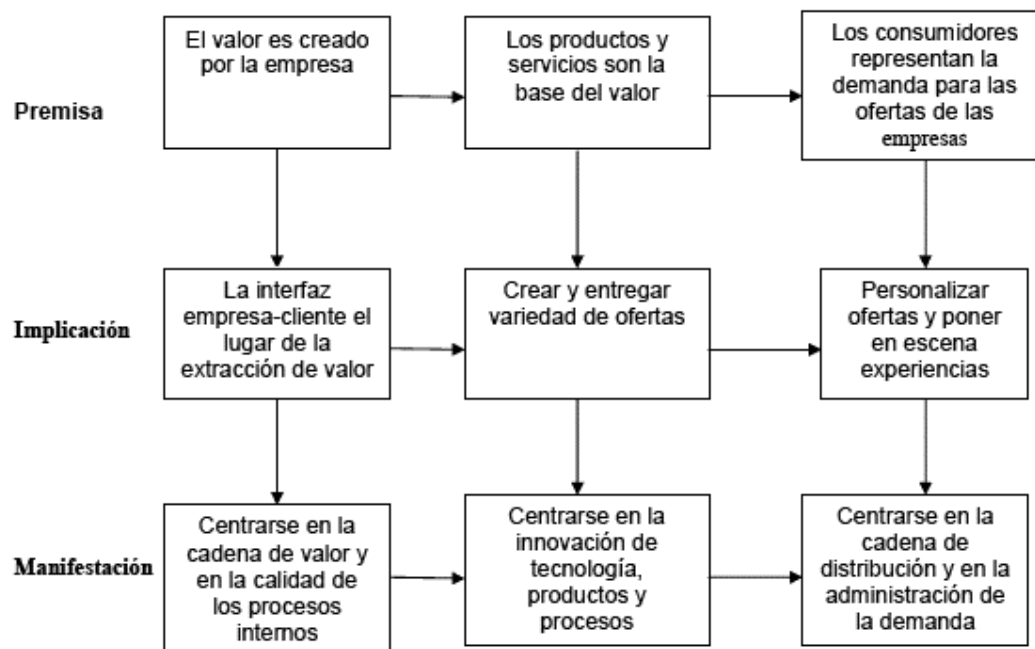 Premisa
El valor es creado
por la empresa
Los productos y
servicios son la
base del valor
Los consumidores
representan la
demanda para las
ofertas de las
empresas
Implicación
La interfaz
empresa-cliente el
lugar de la
extracción de valor
Crear y entregar
variedad de ofertas
Personalizar
ofertas y poner
en escena
experiencias
Manifestación
Centrarse en la
cadena de valor y
en la calidad de
los procesos
internos
Centrarse en la
innovación de
tecnología,
productos y
procesos
Centrarse en la
cadena de
distribución y en la
administración de
la demanda